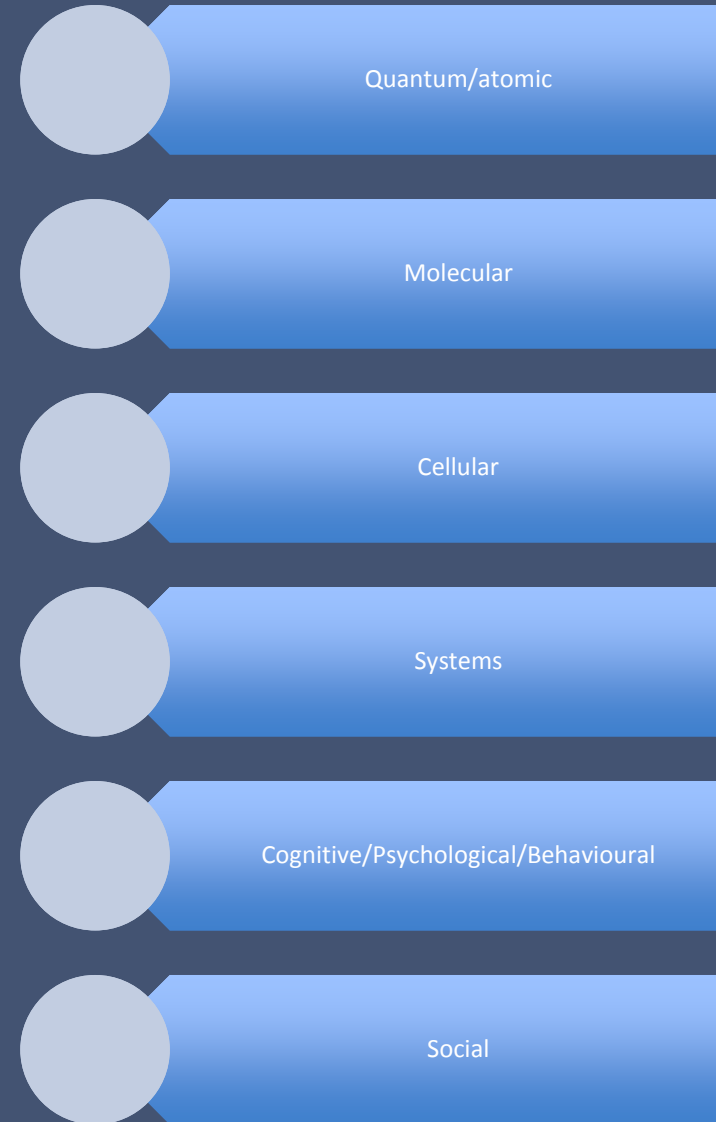 Quantum/atomic
Molecular
Cellular
Systems
Cognitive/Psychological/Behavioural
Social